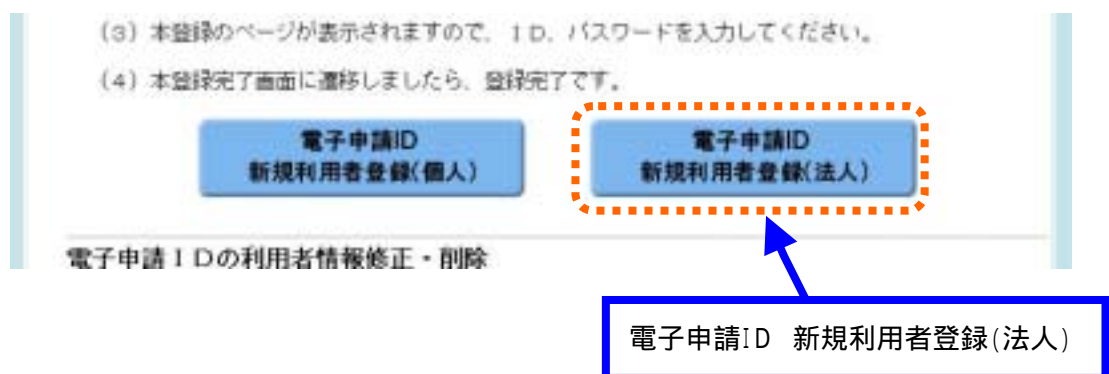 (3) 本登録のページが表示されますので、ID、パスワードを入力してください。
(4) 本登録完了画面に遷移しましたら、登録完了です。
電子申請ID
新規利用者登録(個人)
電子申請ID
新規利用者登録(法人)
電子申請IDの利用者情報修正・削除
電子申請ID 新規利用者登録(法人)